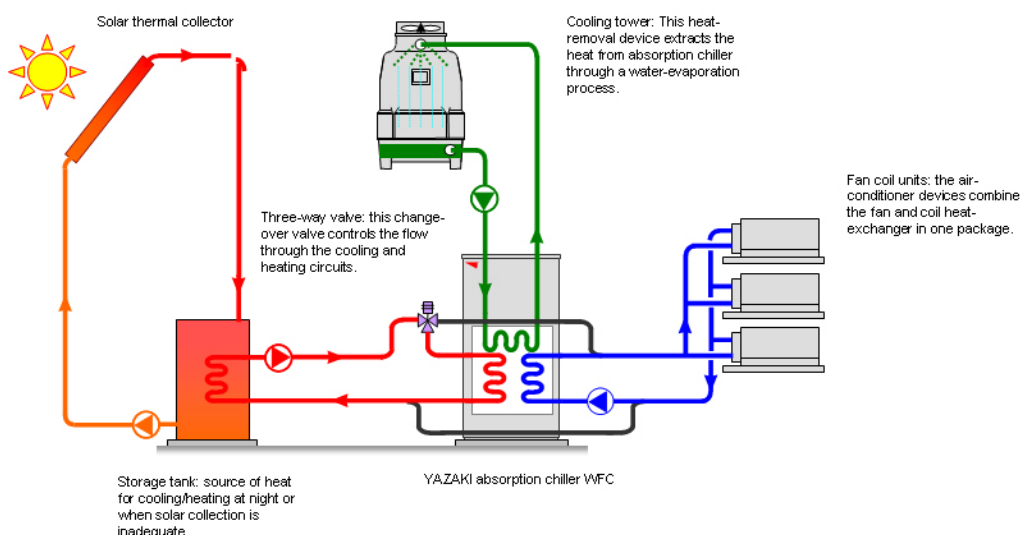 Solar thermal collector
Cooling tower: This heat-
removal device extracts the
heat from absorption chiller
through a water-evaporation
process.
Fan coil units: the air-
conditioner devices combine
the fan and coil heat-
exchanger in one package.
Three-way valve: this change-
over valve controls the flow
through the cooling and
heating circuits.
Storage tank: source of heat
for cooling/heating at night or
when solar collection is
inadequate
YAZAKI absorption chiller WFC